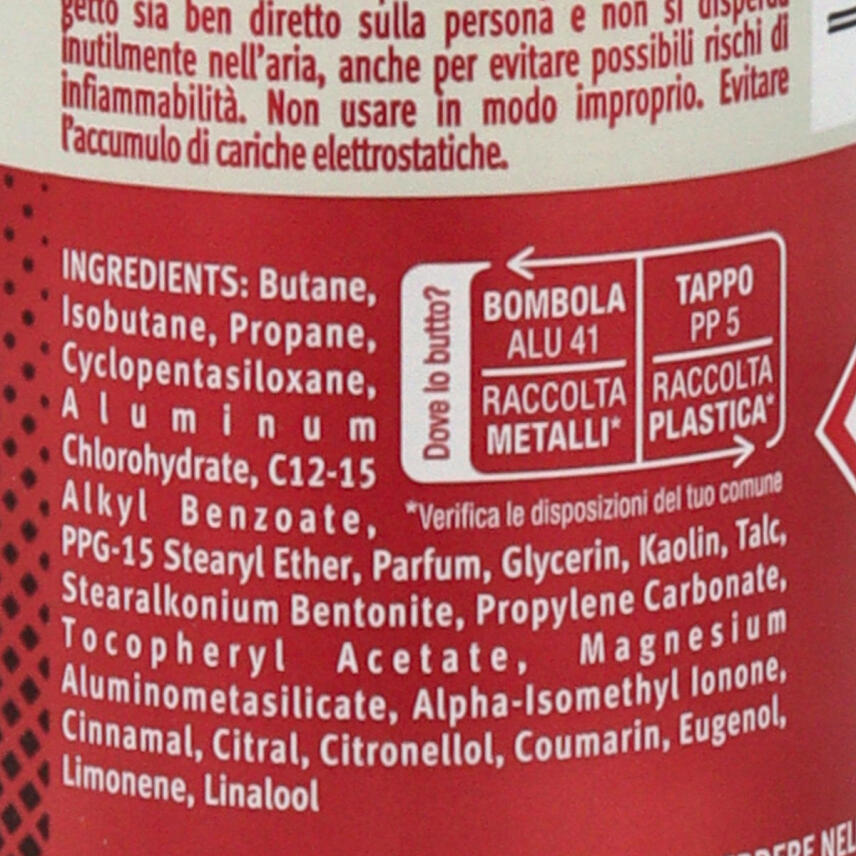 getto sia ben diretto sulla persona e non si disperda
inutilmente nell'aria, anche per evitare possibili rischi di
infiammabilità. Non usare in modo improprio. Evitare
l'accumulo di cariche elettrostatiche.
INGREDIENTS: Butane,
Isobutane, Propane,
Cyclopentasiloxane,
Aluminum
Chlorohydrate, C12-15
Alkyl Benzoate,
PPG-15 Stearyl Ether, Parfum, Glycerin, Kaolin, Talc,
Stearalkonium Bentonite, Propylene Carbonate,
Tocopheryl Acetate, Magnesium
Aluminometasilicate, Alpha-Isomethyl Ionone,
Cinnamal, Citral, Citronellol, Coumarin, Eugenol,
Limonene, Linalool
Dove lo butto?
BOMBOLA
ALU 41
RACCOLTA
METALLI*
TAPPO
PP 5
RACCOLTA
PLASTICA*
*Verifica le disposizioni del tuo comune
NEL